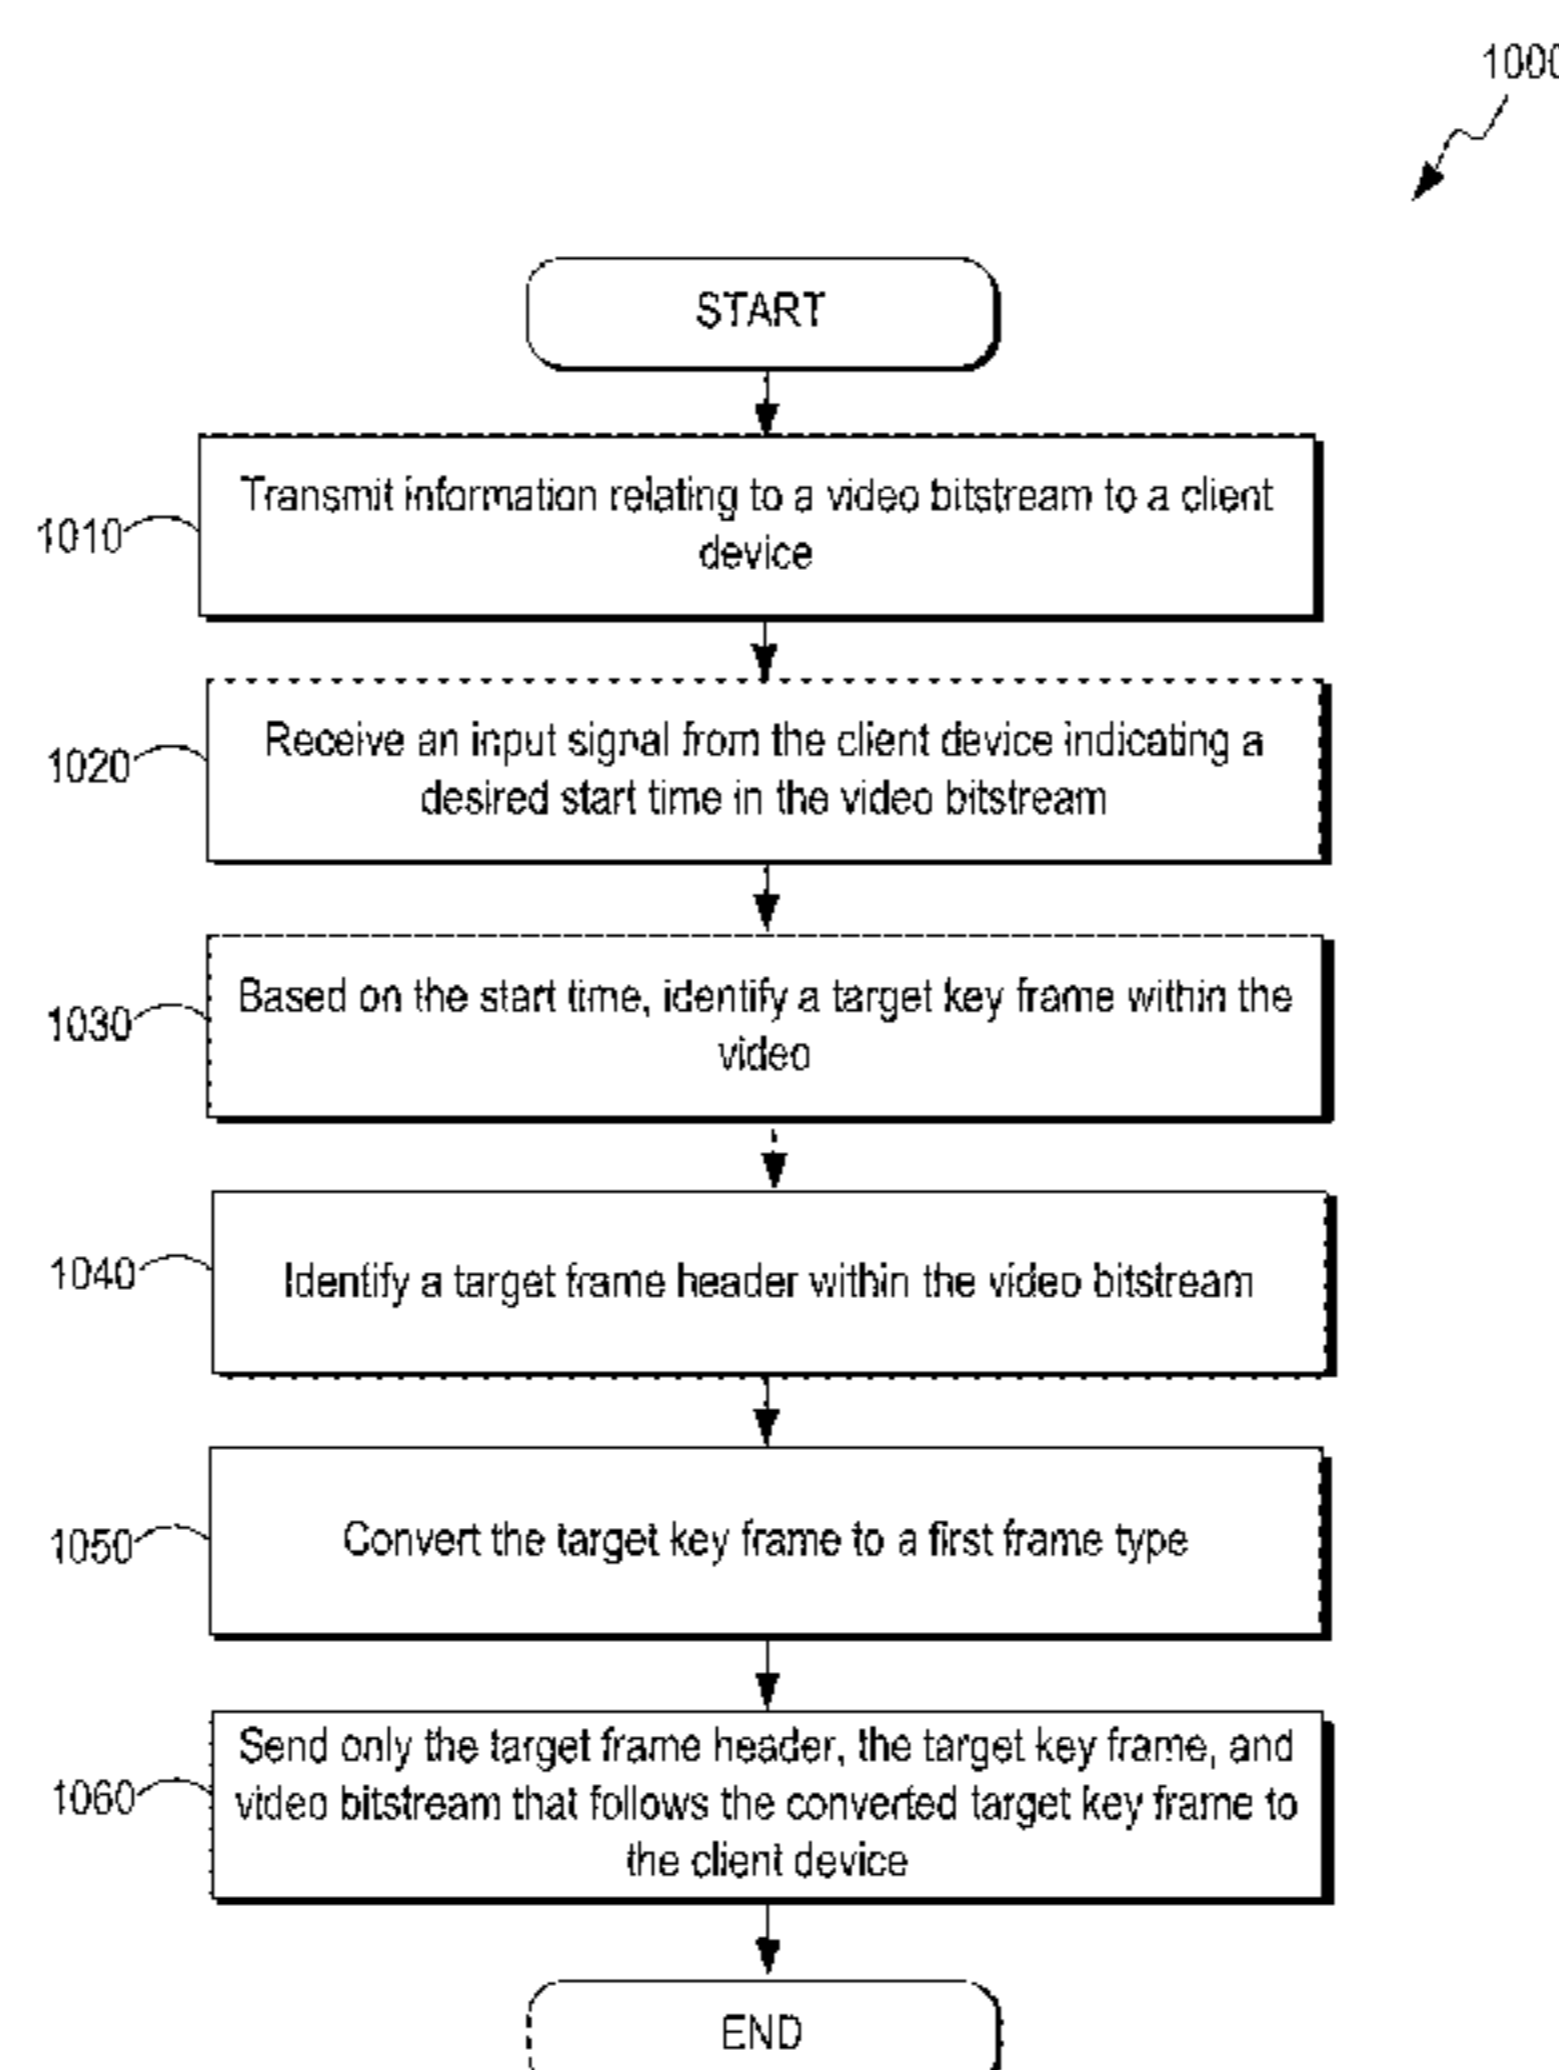 1000
START
1010
Transmit information relating to a video bitstream to a client
device
1020
Receive an input signal from the client device indicating a
desired start time in the video bitstream
1030
Based on the start time, identify a target key frame within the
video
1040
Identify a target frame header within the video bitstream
1050
Convert the target key frame to a first frame type
1060
Send only the target frame header, the target key frame, and
video bitstream that follows the converted target key frame to
the client device
END